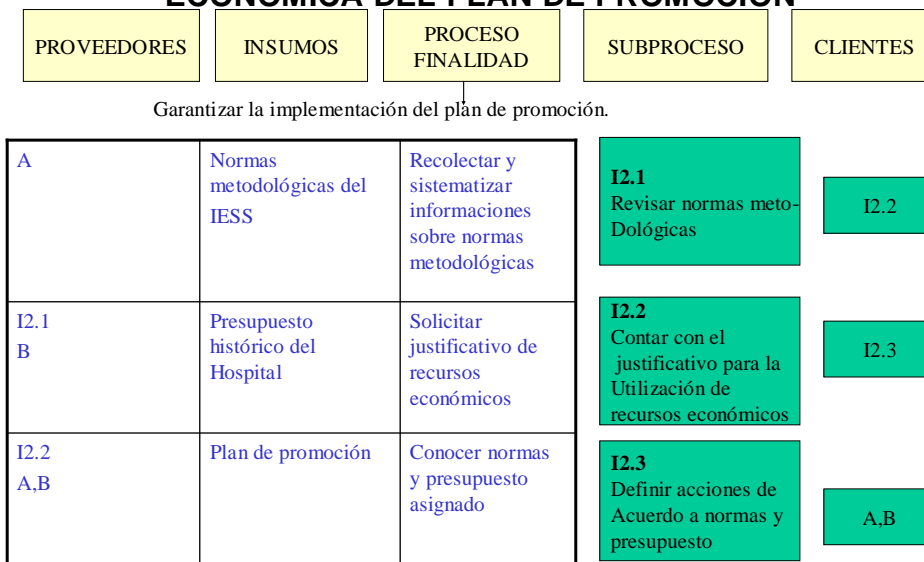 ECONÓMICA DEL PLAN DE PROMOCIÓN
PROVEEDORES
INSUMOS
PROCESO
FINALIDAD
SUBPROCESO
CLIENTES
Garantizar la implementación del plan de promoción.
A
Normas
metodológicas del
IESS
Recolectar y
sistematizar
informaciones
sobre normas
metodológicas
I2.1
Revisar normas meto-
Dológicas
I2.2
I2.1
B
Presupuesto
histórico del
Hospital
Solicitar
justificativo de
recursos
económicos
I2.2
Contar con el
justificativo para la
Utilización de
recursos económicos
I2.3
I2.2
A,B
Plan de promoción
Conocer normas
y presupuesto
asignado
I2.3
Definir acciones de
Acuerdo a normas y
presupuesto
A,B